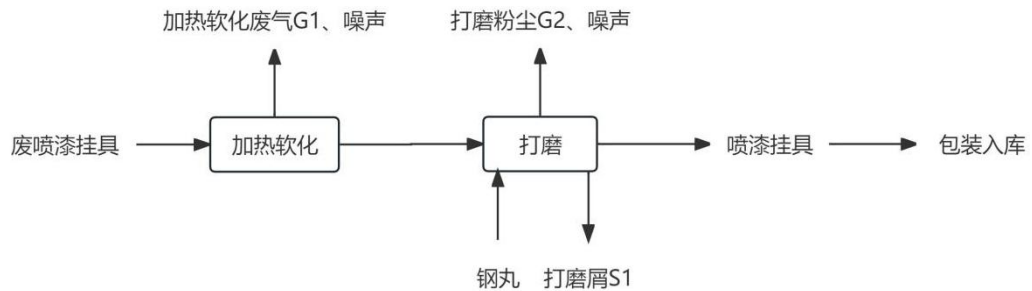 加热软化废气G1、噪声
打磨粉尘G2、噪声
废喷漆挂具
加热软化
打磨
喷漆挂具
包装入库
钢丸
打磨屑S1